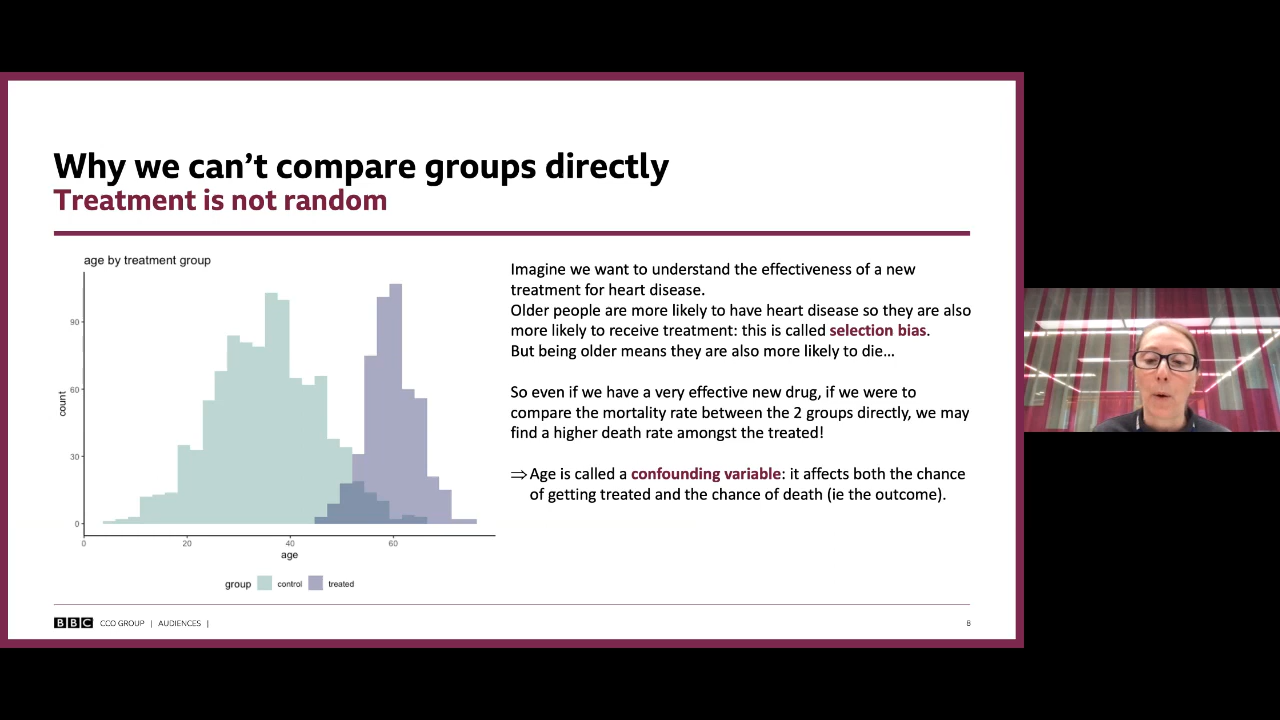 Why we can't compare groups directly
Treatment is not random
age by treatment group
90
60
30
0
count
0
20
40
60
age
group control treated
Imagine we want to understand the effectiveness of a new
treatment for heart disease.
Older people are more likely to have heart disease so they are also
more likely to receive treatment: this is called selection bias.
But being older means they are also more likely to die...
So even if we have a very effective new drug, if we were to
compare the mortality rate between the 2 groups directly, we may
find a higher death rate amongst the treated!
⇒ Age is called a confounding variable: it affects both the chance
of getting treated and the chance of death (ie the outcome).
BBC CCO GROUP | AUDIENCES |
8